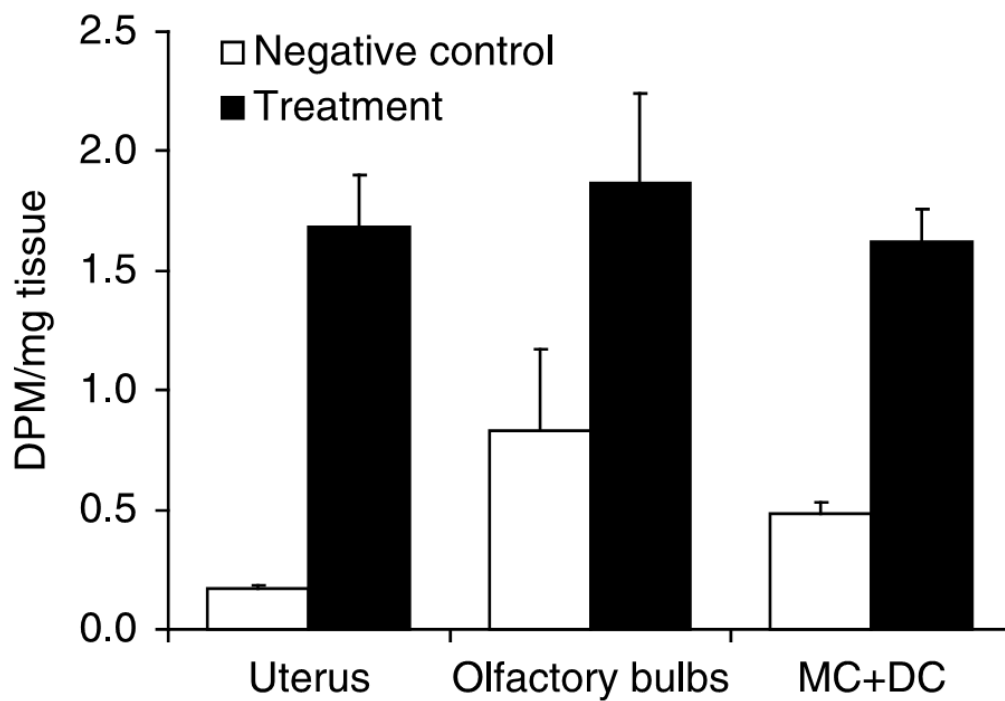 Negative control
Treatment
DPM/mg tissue
2.5
2.0
1.5
1.0
0.5
0.0
Uterus
Olfactory bulbs
MC+DC